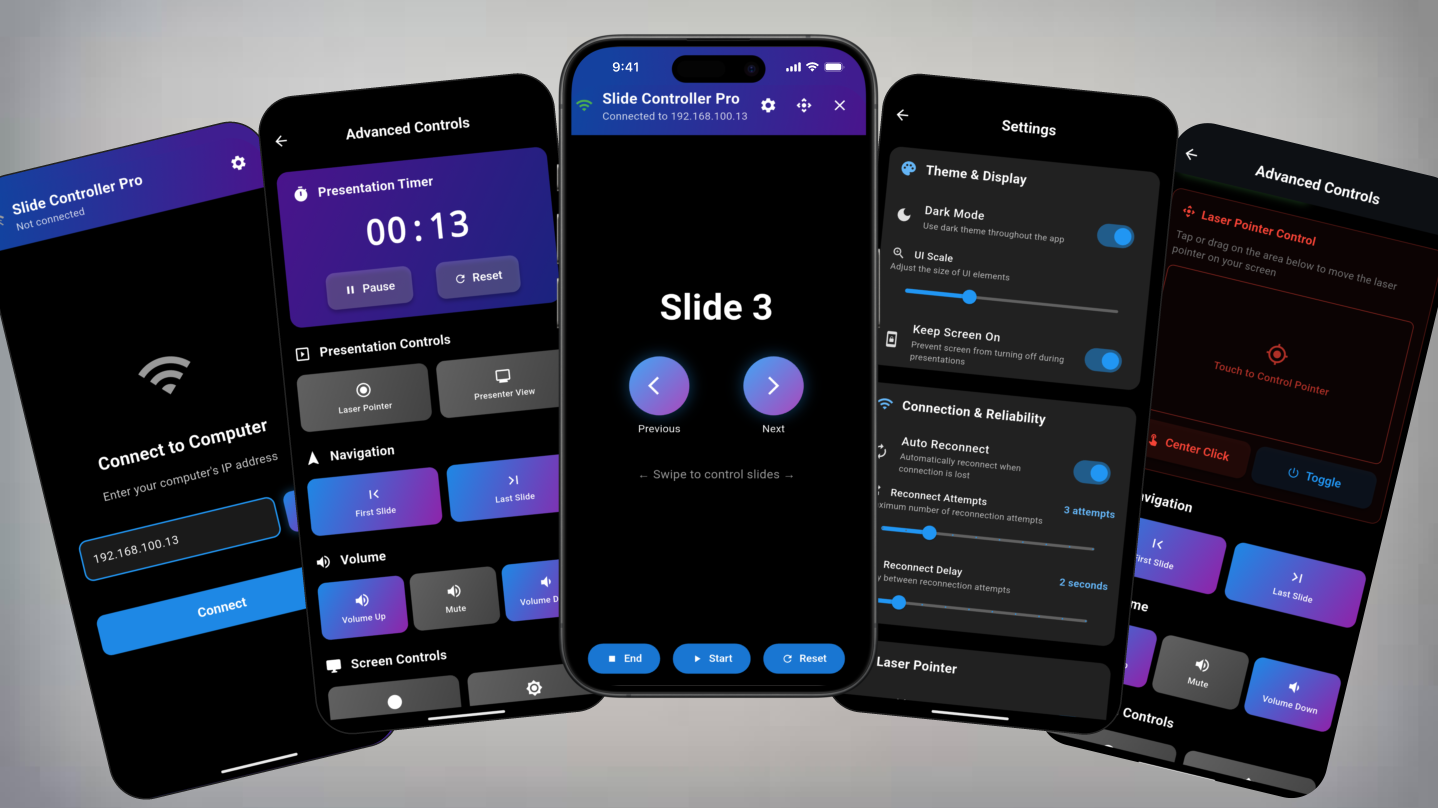 Slide Controller Pro
Not connected
Connect to Computer
Enter your computer's IP address
192.168.100.13
Connect
Advanced Controls
Presentation Timer
00:13
Pause
Reset
Presentation Controls
Laser Pointer
Presenter View
Navigation
First Slide
Last Slide
Volume
Volume Up
Mute
Volume D
Screen Controls
9:41
Slide Controller Pro
Connected to 192.168.100.13
Slide 3
Previous
Next
← Swipe to control slides →
End
Start
Reset
Settings
Theme & Display
Dark Mode
Use dark theme throughout the app
UI Scale
Adjust the size of UI elements
Keep Screen On
Prevent screen from turning off during
presentations
Connection & Reliability
Auto Reconnect
Automatically reconnect when
connection is lost
Reconnect Attempts
3 attempts
ximum number of reconnection attempts
Reconnect Delay
2 seconds
y between reconnection attempts
Laser Pointer
Advanced Controls
Laser Pointer Control
Tap or drag on the area below to move the laser
pointer on your screen
Touch to Control Pointer
Center Click
Toggle
avigation
irst Slide
Last Slide
me
Mute
Volume Down
Controls